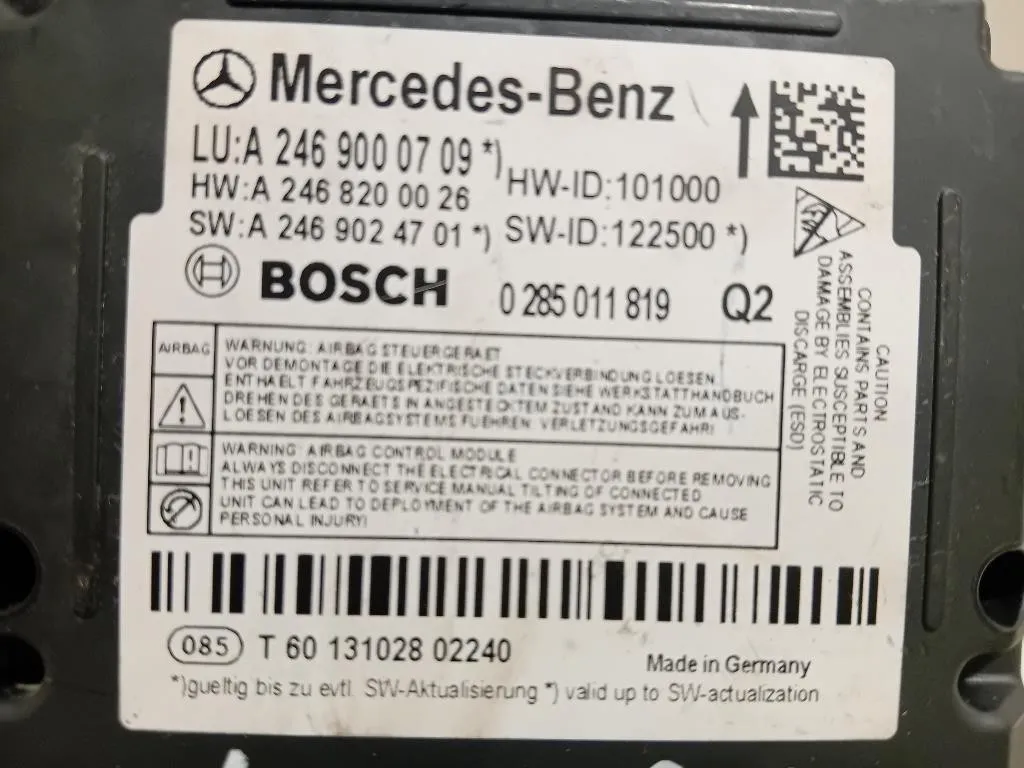 Mercedes-Benz
LU:A 246 900 07 09 *)
HW-ID:101000
HW:A 246 820 00 26
SW:A 246 902 47 01 *)
SW-ID:122500 *)
BOSCH
0 285 011 819
Q2
CAUTION
CONTAINS PARTS AND
ASSEMBLIES SUSCEPTIBLE TO
DAMAGE BY ELECTROSTATIC
DISCARGE (ESD)
AIRBAG
WARNUNG: AIRBAG STEUERGERAET
VOR DEMONTAGE DIE ELEKTRISCHE STECKVERBINDUNG LOESEN
ENTHAELT FAHRZEUGSPEZIFISCHE DATEN SIEHE WERKSTATTHANDBUCH
DREHEN DES GERAETS IN ANGESTECKTEM ZUSTAND KANN ZUM AUS-
LOESEN DES AIRBAGSYSTEMS FUEHREN: VERLETZUNGSGEFAHR!
WARNING: AIRBAG CONTROL MODULE
ALWAYS DISCONNECT THE ELECTRICAL CONNECTOR BEFORE REMOVING
THIS UNIT REFER TO SERVICE MANUAL TILTING OF CONNECTED
UNIT CAN LEAD TO DEPLOYMENT OF THE AIRBAG SYSTEM AND CAUSE
PERSONAL INJURY!
085 T 60 131028 02240
Made in Germany
*)gueltig bis zu evtl. SW-Aktualisierung *) valid up to SW-actualization